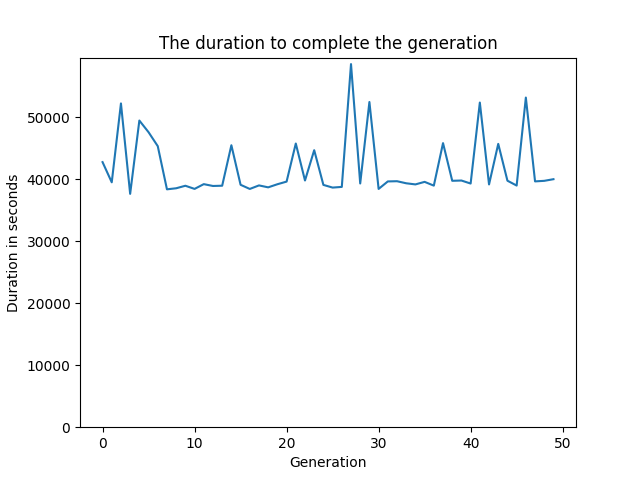 The duration to complete the generation
Duration in seconds
50000
40000
30000
20000
10000
0
0 10 20 30 40 50
Generation